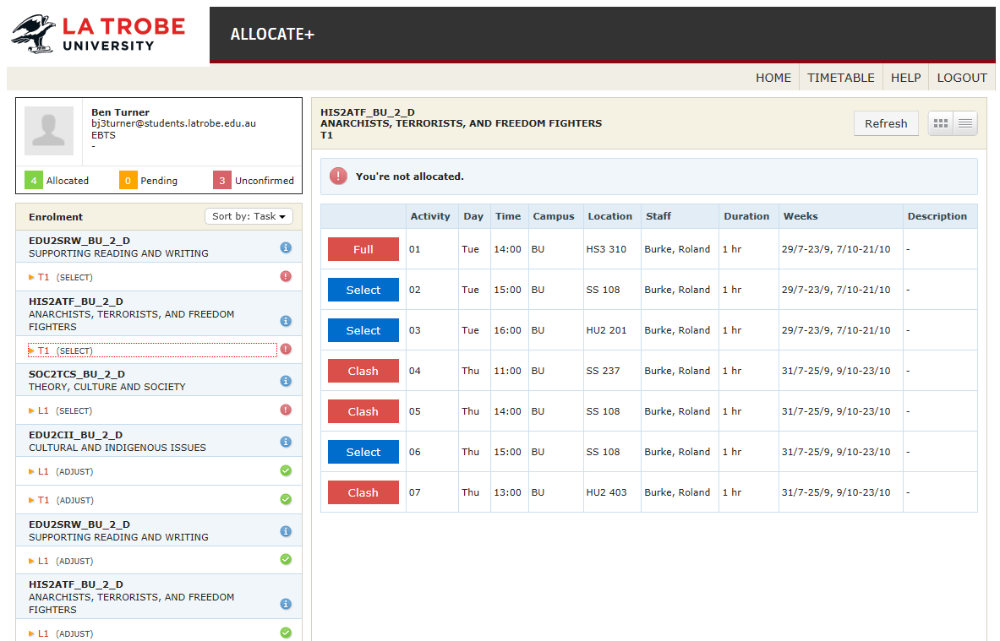 LA TROBE
UNIVERSITY
ALLOCATE+
HOME TIMETABLE HELP LOGOUT
Ben Turner
bj3turner@students.latrobe.edu.au
EBTS
-
4 Allocated 0 Pending 3 Unconfirmed
Enrolment Sort by: Task
EDU2SRW_BU_2_D
SUPPORTING READING AND WRITING
T1 (SELECT)
HIS2ATF_BU_2_D
ANARCHISTS, TERRORISTS, AND FREEDOM
FIGHTERS
T1 (SELECT)
SOC2TCS_BU_2_D
THEORY, CULTURE AND SOCIETY
L1 (SELECT)
EDU2CII_BU_2_D
CULTURAL AND INDIGENOUS ISSUES
L1 (ADJUST)
T1 (ADJUST)
EDU2SRW_BU_2_D
SUPPORTING READING AND WRITING
L1 (ADJUST)
HIS2ATF_BU_2_D
ANARCHISTS, TERRORISTS, AND FREEDOM
FIGHTERS
L1 (ADJUST)
HIS2ATF_BU_2_D
ANARCHISTS, TERRORISTS, AND FREEDOM FIGHTERS
T1
Refresh
You're not allocated.
Activity Day Time Campus Location Staff Duration Weeks Description
Full 01 Tue 14:00 BU HS3 310 Burke, Roland 1 hr 29/7-23/9, 7/10-21/10 -
Select 02 Tue 15:00 BU SS 108 Burke, Roland 1 hr 29/7-23/9, 7/10-21/10 -
Select 03 Tue 16:00 BU HU2 201 Burke, Roland 1 hr 29/7-23/9, 7/10-21/10 -
Clash 04 Thu 11:00 BU SS 237 Burke, Roland 1 hr 31/7-25/9, 9/10-23/10 -
Clash 05 Thu 14:00 BU SS 108 Burke, Roland 1 hr 31/7-25/9, 9/10-23/10 -
Select 06 Thu 15:00 BU SS 108 Burke, Roland 1 hr 31/7-25/9, 9/10-23/10 -
Clash 07 Thu 13:00 BU HU2 403 Burke, Roland 1 hr 31/7-25/9, 9/10-23/10 -